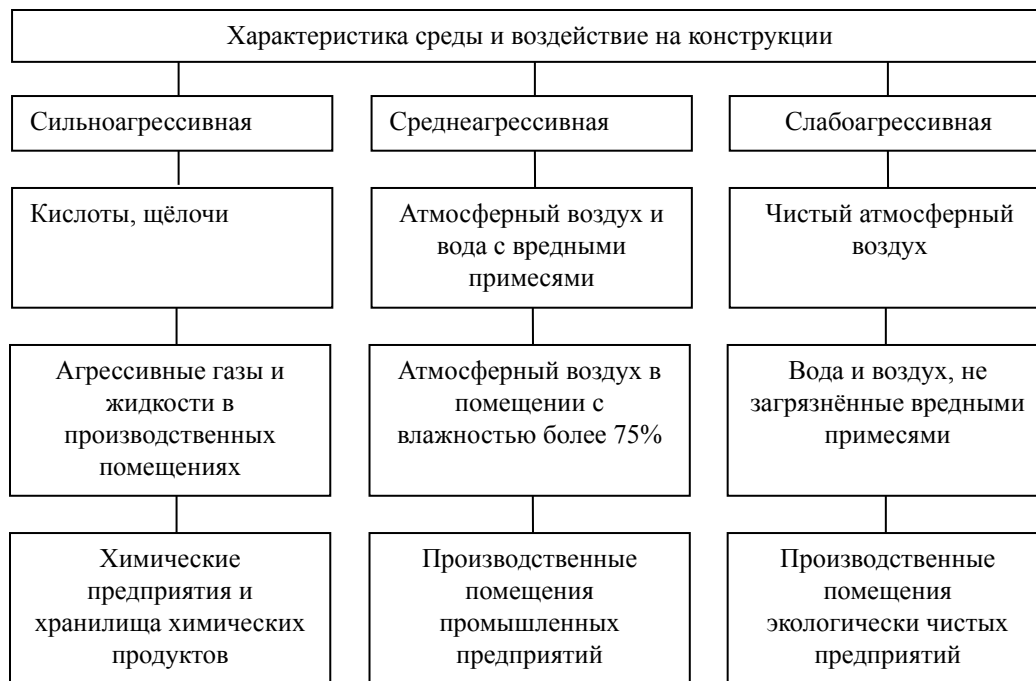 Характеристика среды и воздействие на конструкции
Сильноагрессивная
Среднеагрессивная
Слабоагрессивная
Кислоты, щёлочи
Атмосферный воздух и
вода с вредными
примесями
Чистый атмосферный
воздух
Агрессивные газы и
жидкости в
производственных
помещениях
Атмосферный воздух в
помещении с
влажностью более 75%
Вода и воздух, не
загрязнённые вредными
примесями
Химические
предприятия и
хранилища химических
продуктов
Производственные
помещения
промышленных
предприятий
Производственные
помещения
экологически чистых
предприятий